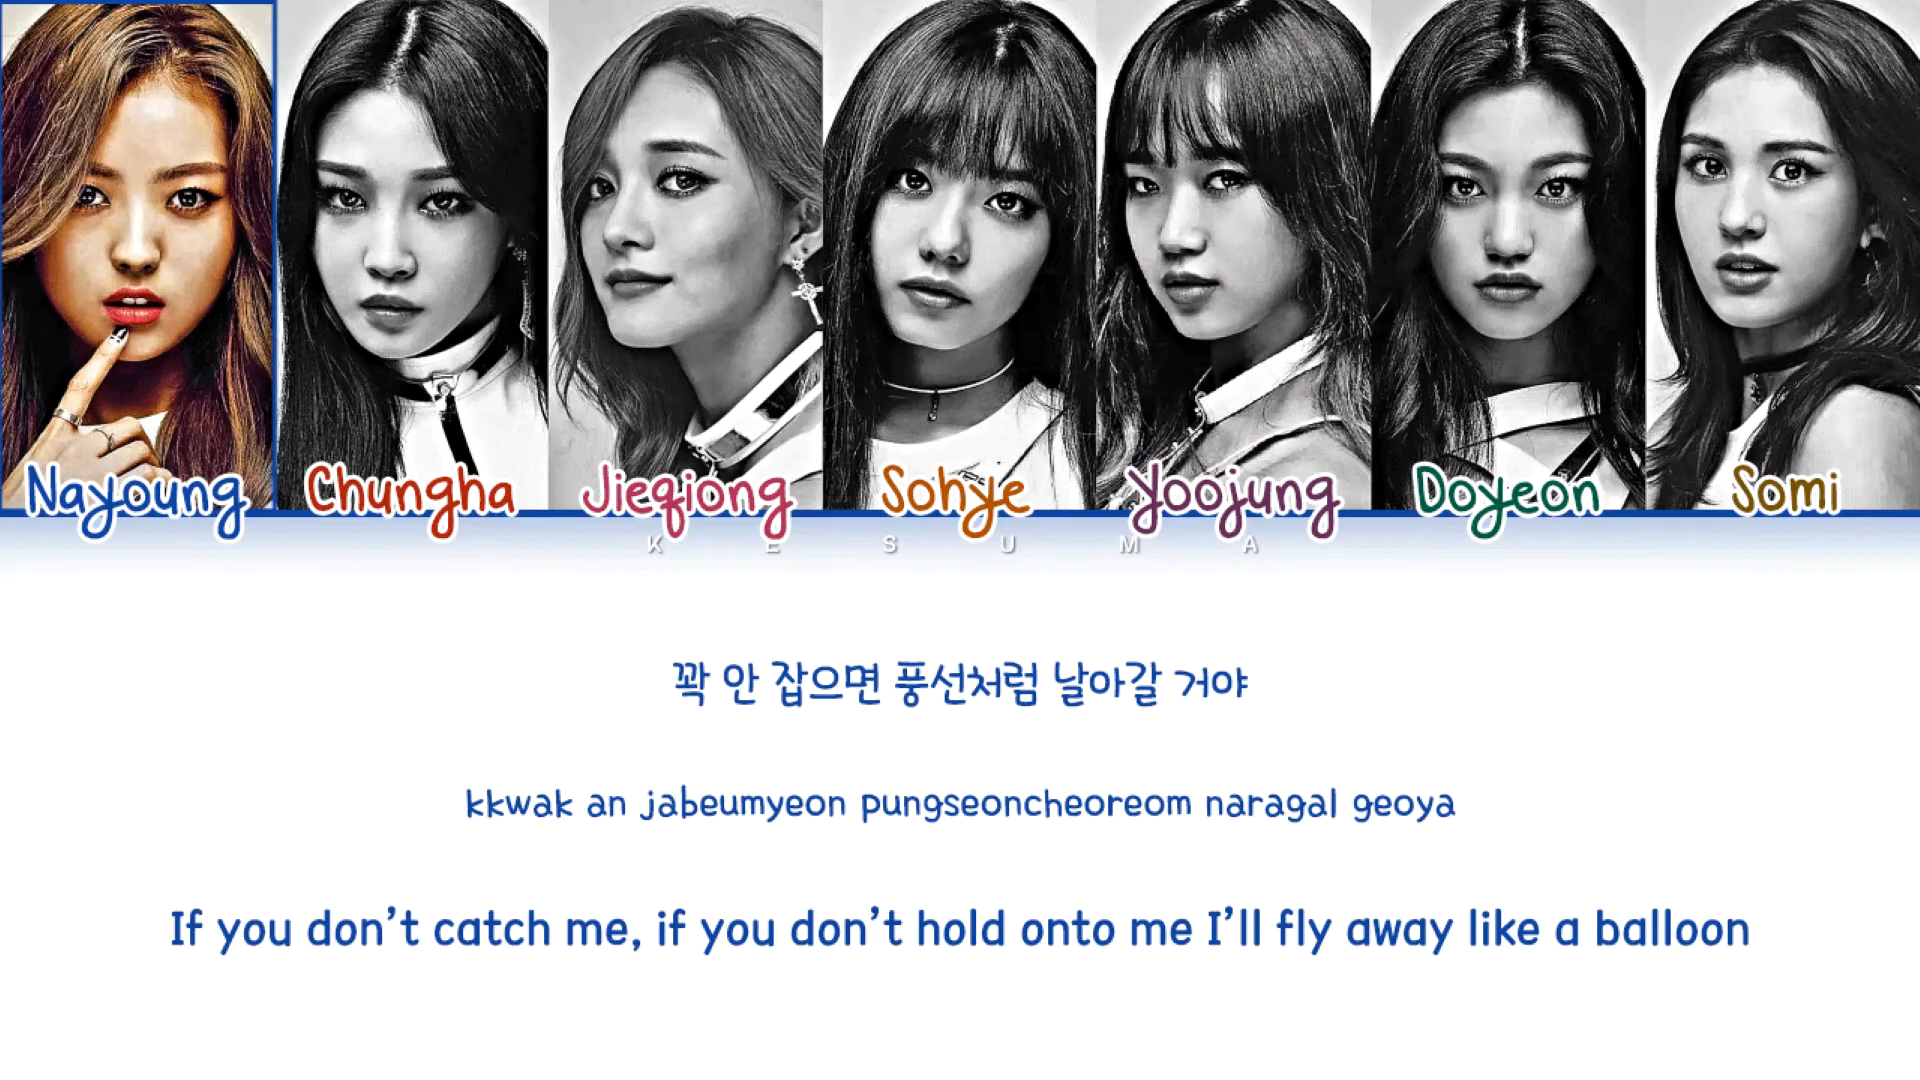 Nayoung Chungha Jieqiong Sohye Yoojung Doyeon Somi
K E S U M A
꽉 안 잡으면 풍선처럼 날아갈 거야
kkwak an jabeumyeon pungseoncheoreom naragal geoya
If you don't catch me, if you don't hold onto me I'll fly away like a balloon